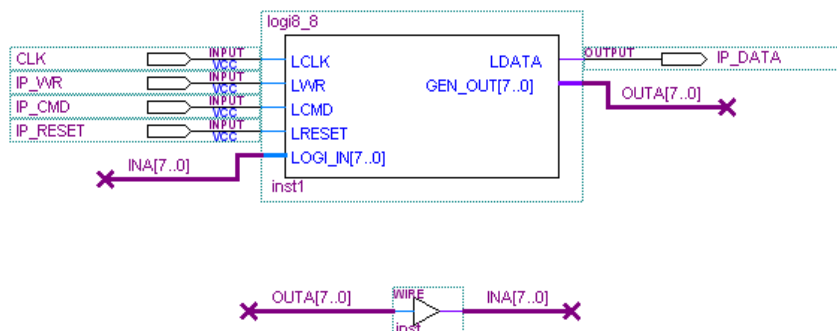 logi8_8
CLK INPUT VCC LCLK LDATA OUTPUT IP_DATA
IP_WR INPUT VCC LWR GEN_OUT[7..0]
IP_CMD INPUT VCC LCMD OUTA[7..0]
IP_RESET INPUT VCC LRESET
INA[7..0] LOGI_IN[7..0]
inst1
OUTA[7..0] WIRE INA[7..0]
inst